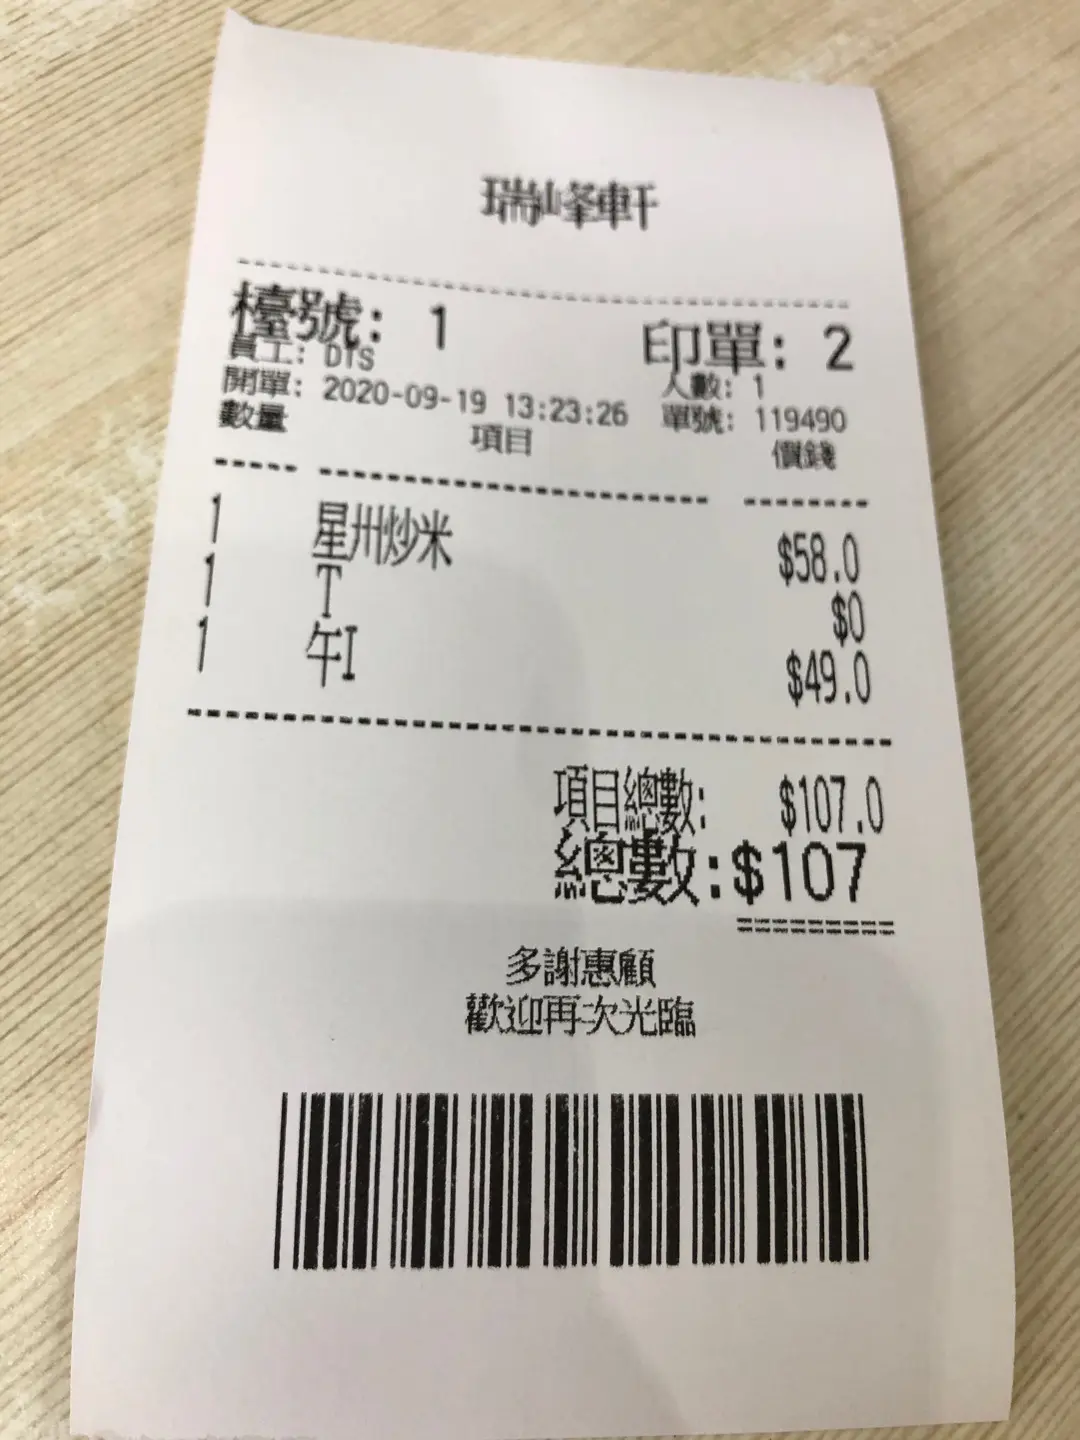 瑞峰軒
檯號: 1 印單: 2
員工: DTS 人數: 1
開單: 2020-09-19 13:23:26 單號: 119490
數量 項目 價錢
1 星卅炒米 $58.0
1 T $0
1 午I $49.0
項目總數: $107.0
總數:$107
多謝惠顧
歡迎再次光臨